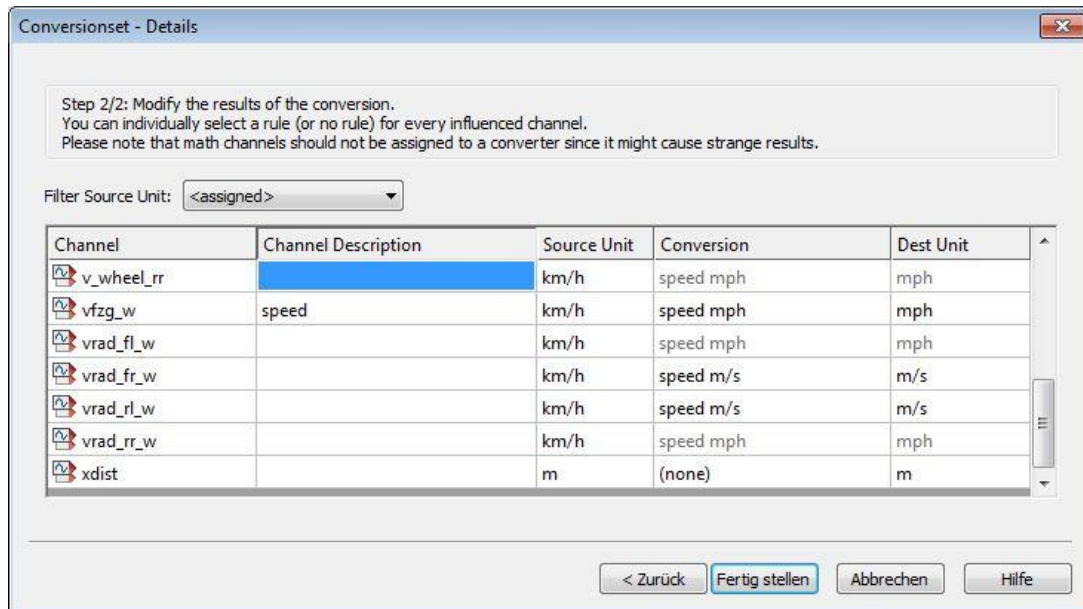 Conversionset - Details
Step 2/2: Modify the results of the conversion.
You can individually select a rule (or no rule) for every influenced channel.
Please note that math channels should not be assigned to a converter since it might cause strange results.
Filter Source Unit: <assigned>
Channel Channel Description Source Unit Conversion Dest Unit
v_wheel_rr km/h speed mph mph
vfzg_w speed km/h speed mph mph
vrad_fl_w km/h speed mph mph
vrad_fr_w km/h speed m/s m/s
vrad_rl_w km/h speed m/s m/s
vrad_rr_w km/h speed mph mph
xdist m (none) m
< Zurück Fertig stellen Abbrechen Hilfe